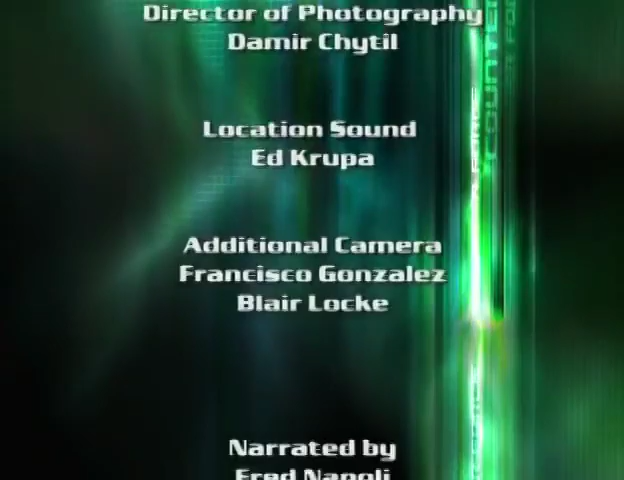 Director of Photography
Damir Chytil
Location Sound
Ed Krupa
Additional Camera
Francisco Gonzalez
Blair Locke
Narrated by
Fred Napoli